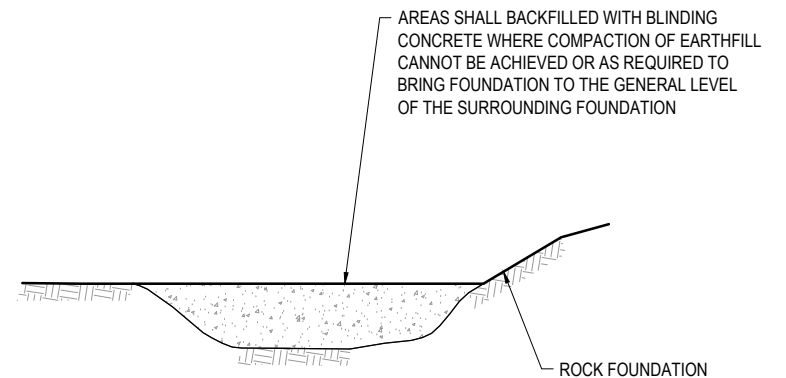 AREAS SHALL BACKFILLED WITH BLINDING
CONCRETE WHERE COMPACTION OF EARTHFILL
CANNOT BE ACHIEVED OR AS REQUIRED TO
BRING FOUNDATION TO THE GENERAL LEVEL
OF THE SURROUNDING FOUNDATION
ROCK FOUNDATION